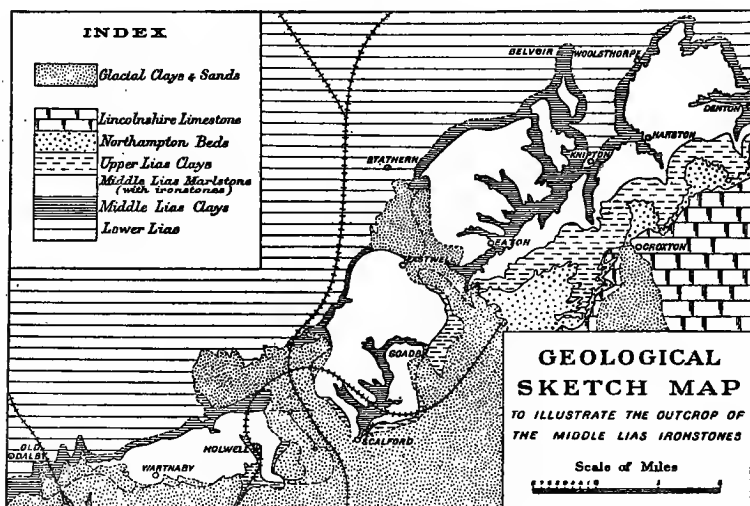 INDEX
Glacial Clays & Sands
Lincolnshire Limestone
Northampton Beds
Upper Lias Clays
Middle Lias Marlstone
(with ironstones)
Middle Lias Clays
Lower Lias
BELVOIR
WOOLSTHORPE
DENTON
HARSTON
KNIPTON
STATHERN
EATON
CROXTON
EASTWELL
GOADBY
SCALFORD
HOLWELL
OLD
DALBY
WARTNABY
GEOLOGICAL
SKETCH MAP
TO ILLUSTRATE THE OUTCROP OF
THE MIDDLE LIAS IRONSTONES
Scale of Miles